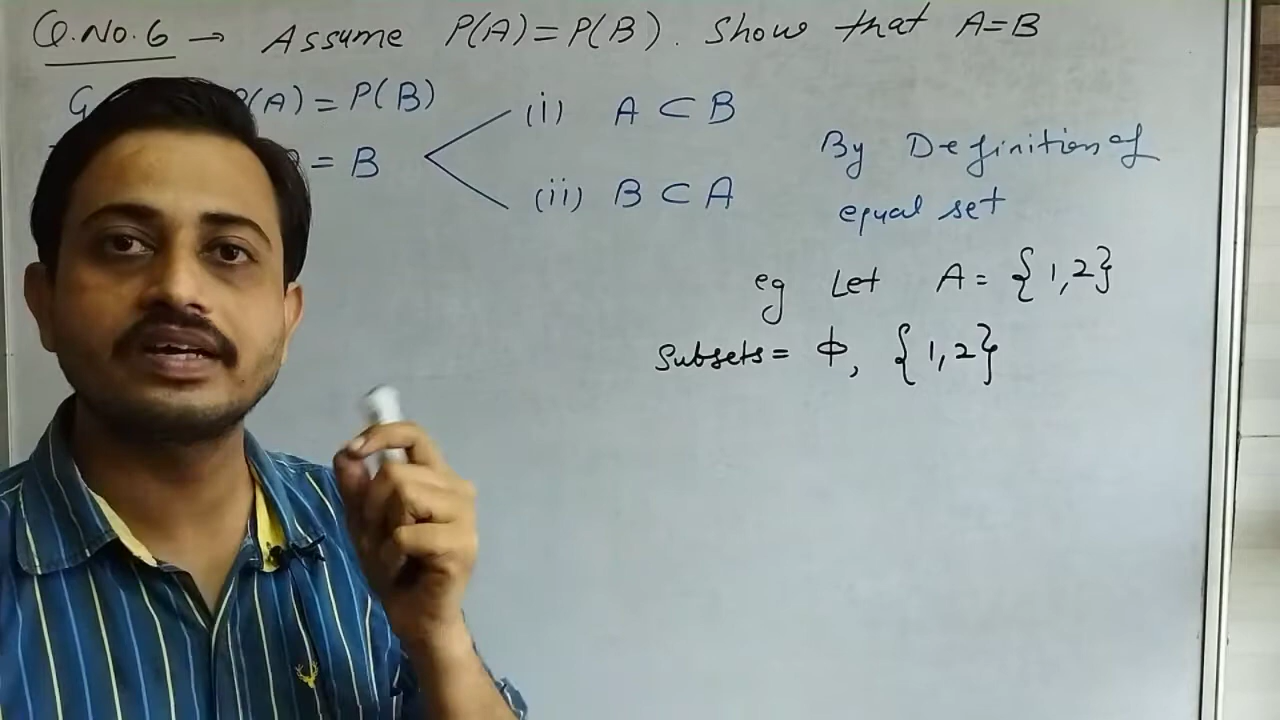 Q.No.6 → Assume P(A)=P(B). Show that A=B
G P(A) = P(B)
= B
(i) A ⊂ B
(ii) B ⊂ A
By Definition of
equal set
eg Let A = {1,2}
Subsets = ϕ, {1,2}